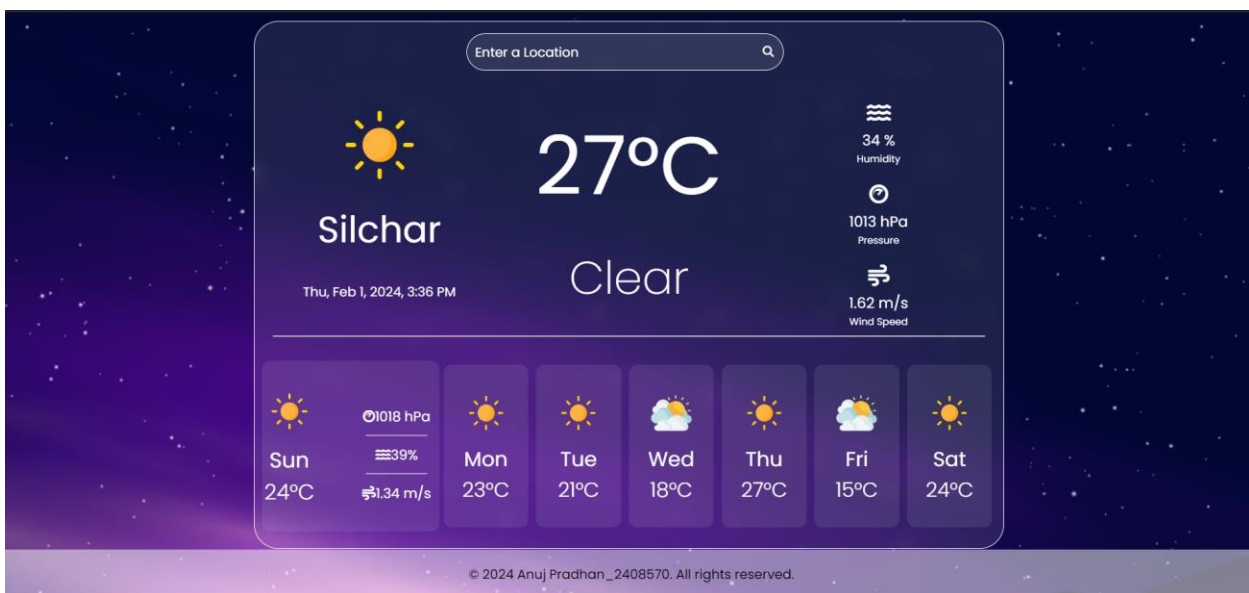 Enter a Location
Silchar
Thu, Feb 1, 2024, 3:36 PM
27°C
Clear
34 %
Humidity
1013 hPa
Pressure
1.62 m/s
Wind Speed
Sun
24°C
1018 hPa
39%
1.34 m/s
Mon
23°C
Tue
21°C
Wed
18°C
Thu
27°C
Fri
15°C
Sat
24°C
© 2024 Anuj Pradhan_2408570. All rights reserved.